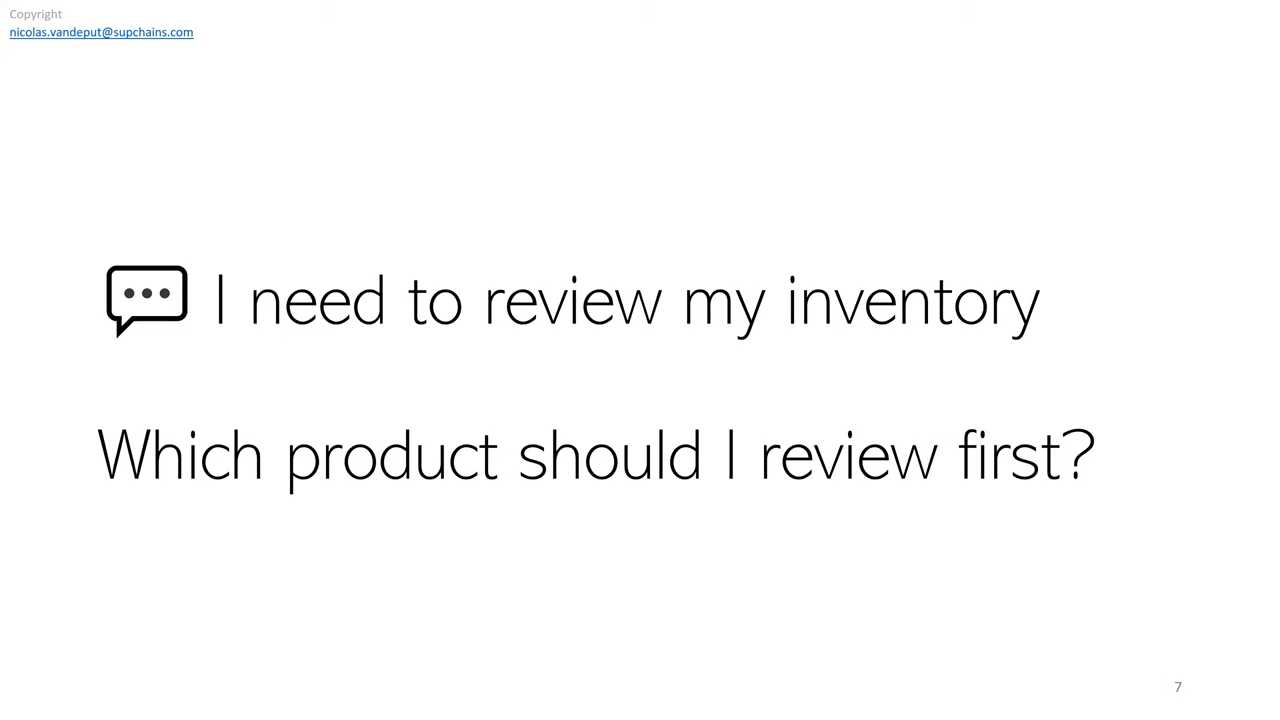 Copyright
nicolas.vandeput@supchains.com
I need to review my inventory
Which product should I review first?
7